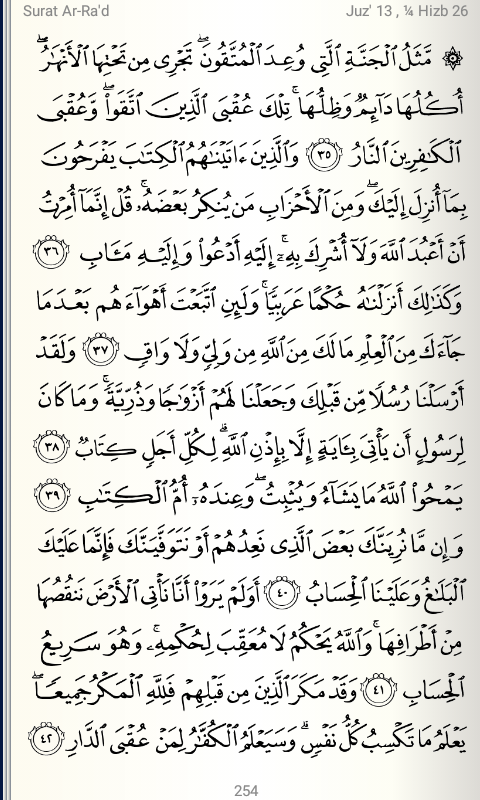 Surat Ar-Ra'd Juz' 13 , ¼ Hizb 26
۞ مَّثَلُ ٱلْجَنَّةِ ٱلَّتِى وُعِدَ ٱلْمُتَّقُونَ ۖ تَجْرِى مِن تَحْتِهَا ٱلْأَنْهَـٰرُ ۖ
أُكُلُهَا دَآئِمٌ وَظِلُّهَا ۚ تِلْكَ عُقْبَى ٱلَّذِينَ ٱتَّقَوا۟ ۖ وَّعُقْبَى
ٱلْكَـٰفِرِينَ ٱلنَّارُ ٣٥ وَٱلَّذِينَ ءَاتَيْنَـٰهُمُ ٱلْكِتَـٰبَ يَفْرَحُونَ
بِمَآ أُنزِلَ إِلَيْكَ ۖ وَمِنَ ٱلْأَحْزَابِ مَن يُنكِرُ بَعْضَهُۥ ۚ قُلْ إِنَّمَآ أُمِرْتُ
أَنْ أَعْبُدَ ٱللَّهَ وَلَآ أُشْرِكَ بِهِۦٓ ۚ إِلَيْهِ أَدْعُوا۟ وَإِلَيْهِ مَـَٔابِ ٣٦
وَكَذَٰلِكَ أَنزَلْنَـٰهُ حُكْمًا عَرَبِيًّا ۚ وَلَئِنِ ٱتَّبَعْتَ أَهْوَآءَهُم بَعْدَمَا
جَآءَكَ مِنَ ٱلْعِلْمِ مَا لَكَ مِنَ ٱللَّهِ مِن وَلِىٍّ وَلَا وَاقٍ ٣٧ وَلَقَدْ
أَرْسَلْنَا رُسُلًا مِّن قَبْلِكَ وَجَعَلْنَا لَهُمْ أَزْوَٰجًا وَذُرِّيَّةً ۚ وَمَا كَانَ
لِرَسُولٍ أَن يَأْتِىَ بِـَٔايَةٍ إِلَّا بِإِذْنِ ٱللَّهِ ۗ لِكُلِّ أَجَلٍ كِتَابٌ ٣٨
يَمْحُوا۟ ٱللَّهُ مَا يَشَآءُ وَيُثْبِتُ ۖ وَعِندَهُۥٓ أُمُّ ٱلْكِتَـٰبِ ٣٩
وَإِن مَّا نُرِيَنَّكَ بَعْضَ ٱلَّذِى نَعِدُهُمْ أَوْ نَتَوَفَّيَنَّكَ فَإِنَّمَا عَلَيْكَ
ٱلْبَلَـٰغُ وَعَلَيْنَا ٱلْحِسَابُ ٤٠ أَوَلَمْ يَرَوْا۟ أَنَّا نَأْتِى ٱلْأَرْضَ نَنقُصُهَا
مِنْ أَطْرَافِهَا ۚ وَٱللَّهُ يَحْكُمُ لَا مُعَقِّبَ لِحُكْمِهِۦ ۚ وَهُوَ سَرِيعُ
ٱلْحِسَابِ ٤١ وَقَدْ مَكَرَ ٱلَّذِينَ مِن قَبْلِهِمْ فَلِلَّهِ ٱلْمَكْرُ جَمِيعًا ۖ
يَعْلَمُ مَا تَكْسِبُ كُلُّ نَفْسٍ ۗ وَسَيَعْلَمُ ٱلْكُفَّـٰرُ لِمَنْ عُقْبَى ٱلدَّارِ ٤٢
254